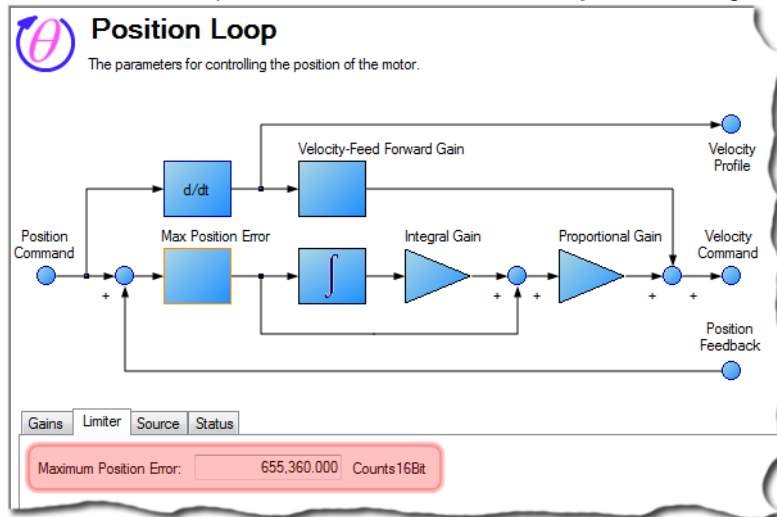 θ
Position Loop
The parameters for controlling the position of the motor.
Velocity-Feed Forward Gain
Velocity
Profile
d/dt
Position
Command
Max Position Error
Integral Gain
Proportional Gain
Velocity
Command
∫
+
+ +
+ +
Position
Feedback
Gains Limiter Source Status
Maximum Position Error: 655,360.000 Counts16Bit